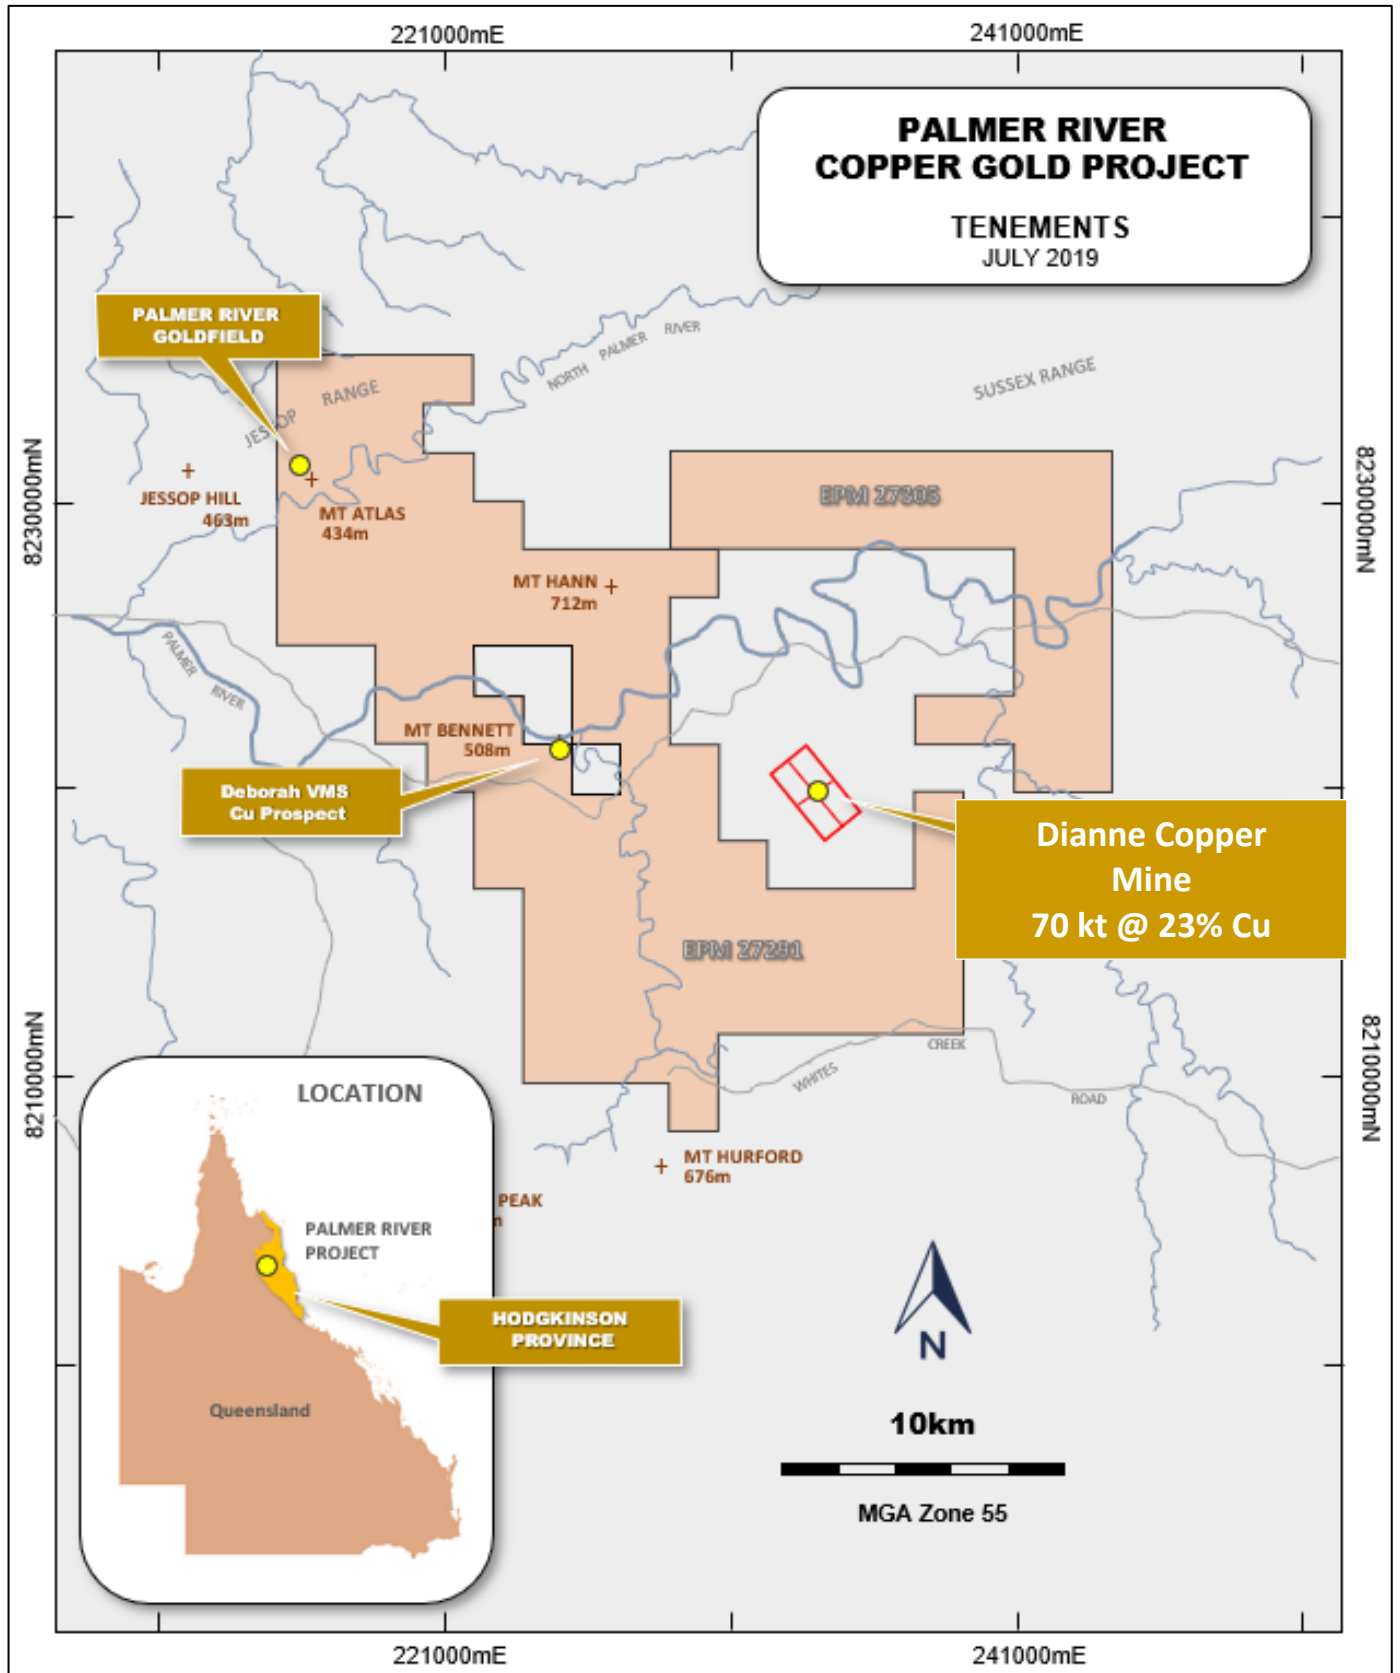 221000mE
241000mE
PALMER RIVER
COPPER GOLD PROJECT
TENEMENTS
JULY 2019
PALMER RIVER
GOLDFIELD
NORTH PALMER RIVER
SUSSEX RANGE
JESSOP RANGE
8230000mN
8230000mN
EPM 27305
JESSOP HILL
463m
MT ATLAS
434m
MT HANN
712m
PALMER
RIVER
MT BENNETT
508m
Deborah VMS
Cu Prospect
Dianne Copper
Mine
70 kt @ 23% Cu
EPM 27291
8210000mN
8210000mN
WHITES CREEK ROAD
MT HURFORD
676m
PEAK
LOCATION
PALMER RIVER
PROJECT
HODGKINSON
PROVINCE
Queensland
N
10km
MGA Zone 55
221000mE
241000mE